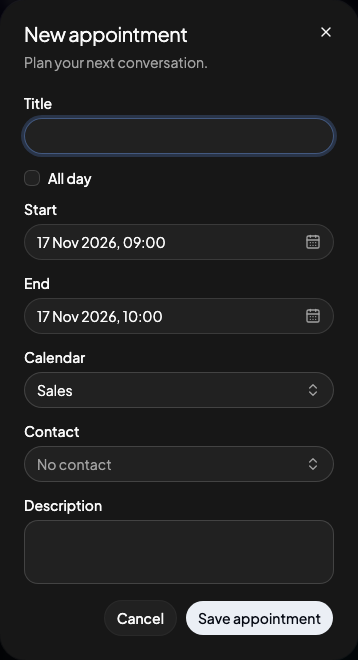 New appointment
Plan your next conversation.
Title
All day
Start
17 Nov 2026, 09:00
End
17 Nov 2026, 10:00
Calendar
Sales
Contact
No contact
Description
Cancel
Save appointment